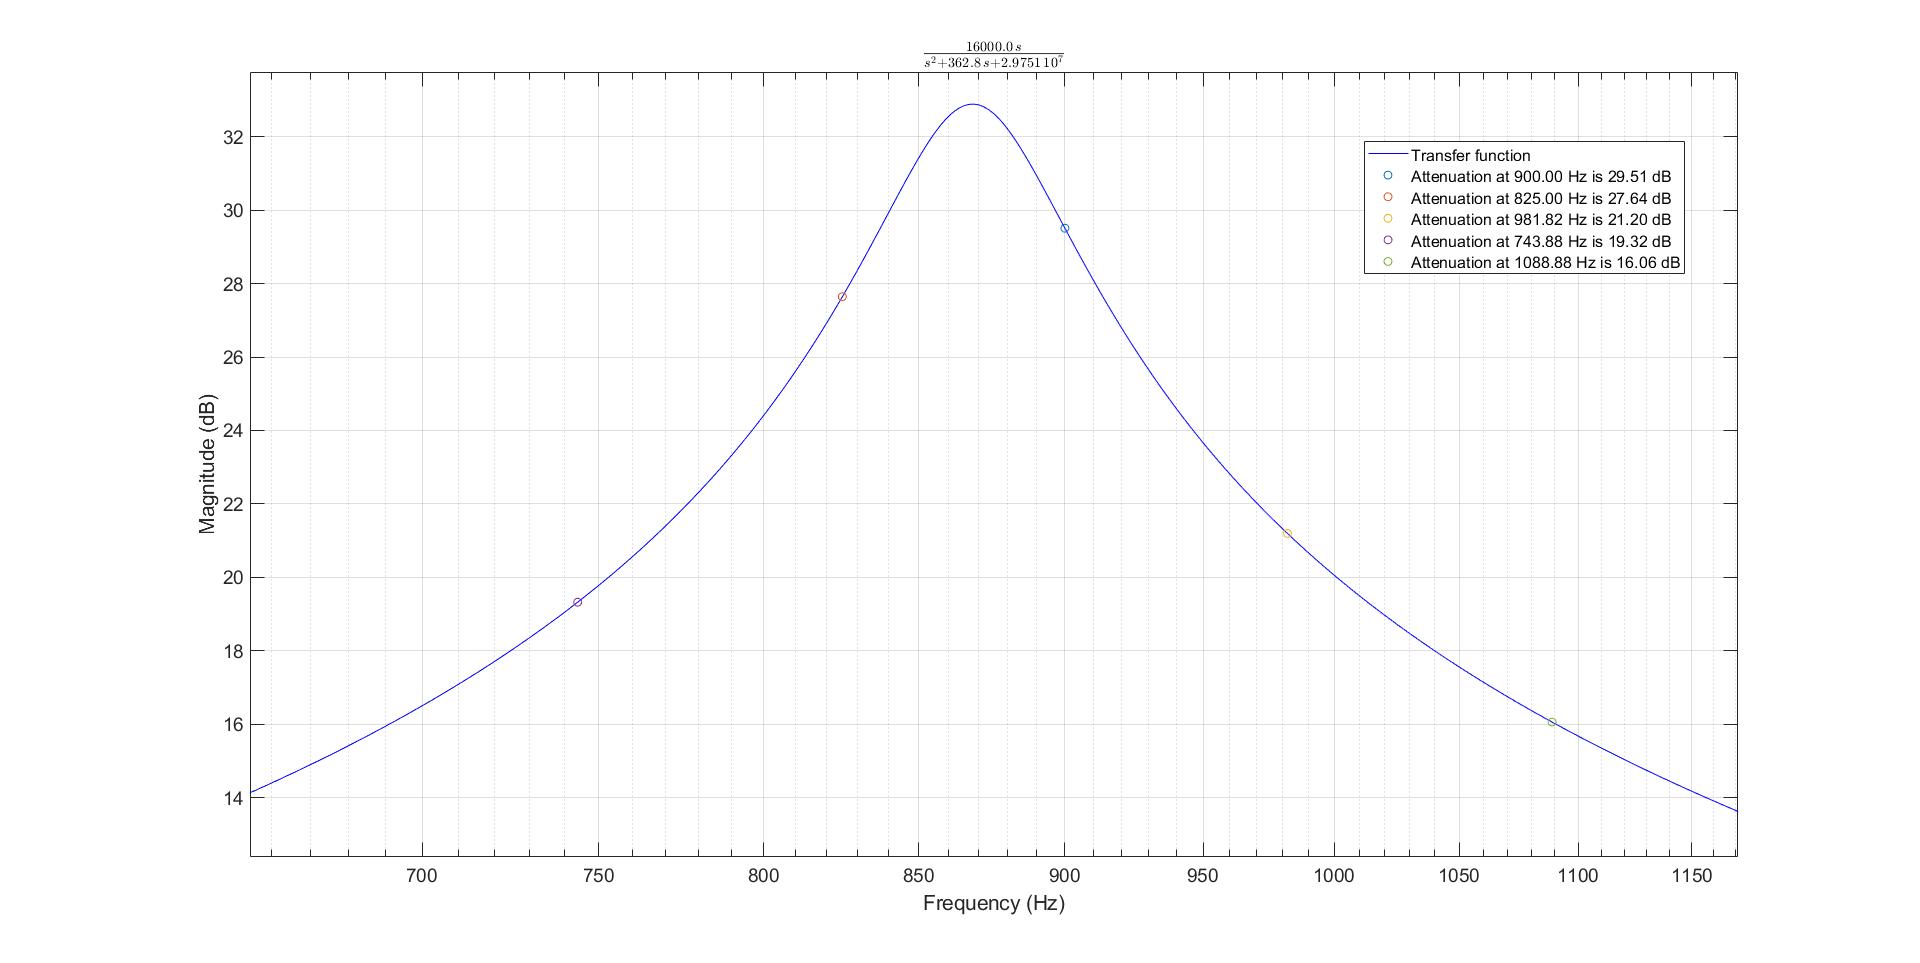 16000.0 s
s²+362.8 s+2.9751 10⁷
32
30
28
26
24
22
20
18
16
14
Magnitude (dB)
Transfer function
Attenuation at 900.00 Hz is 29.51 dB
Attenuation at 825.00 Hz is 27.64 dB
Attenuation at 981.82 Hz is 21.20 dB
Attenuation at 743.88 Hz is 19.32 dB
Attenuation at 1088.88 Hz is 16.06 dB
700 750 800 850 900 950 1000 1050 1100 1150
Frequency (Hz)